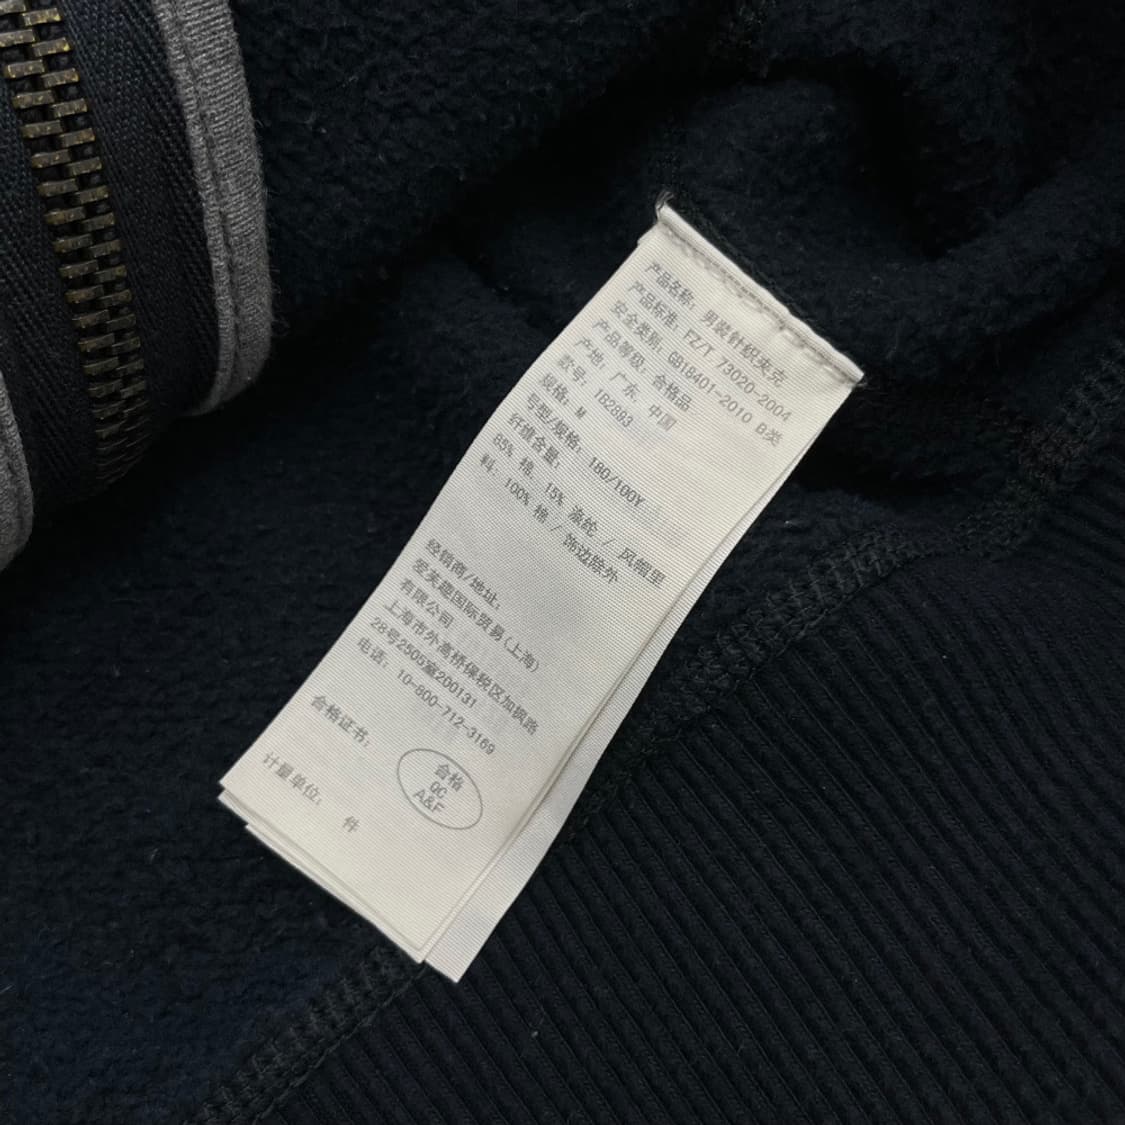 产品名称：男装针织夹克
产品标准：FZ/T 73020-2004
安全类别：GB18401-2010 B类
产品等级：合格品
产地：广东，中国
款号：IB2893
规格：M
号型/规格：180/100Y
纤维含量：
85% 棉，15% 涤纶 / 风帽里
料：100% 棉 / 饰边除外
经销商/地址：
爱芙趣国际贸易(上海)
有限公司
上海市外高桥保税区加枫路
28号2505室200131
电话：10-800-712-3169
合格证书：
合格
QC
A&F
计量单位：
件